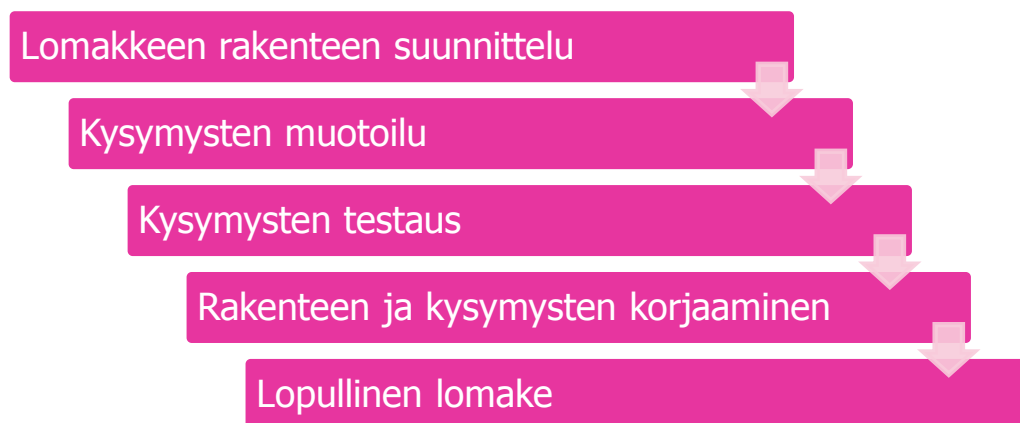 Lomakkeen rakenteen suunnittelu
Kysymysten muotoilu
Kysymysten testaus
Rakenteen ja kysymysten korjaaminen
Lopullinen lomake